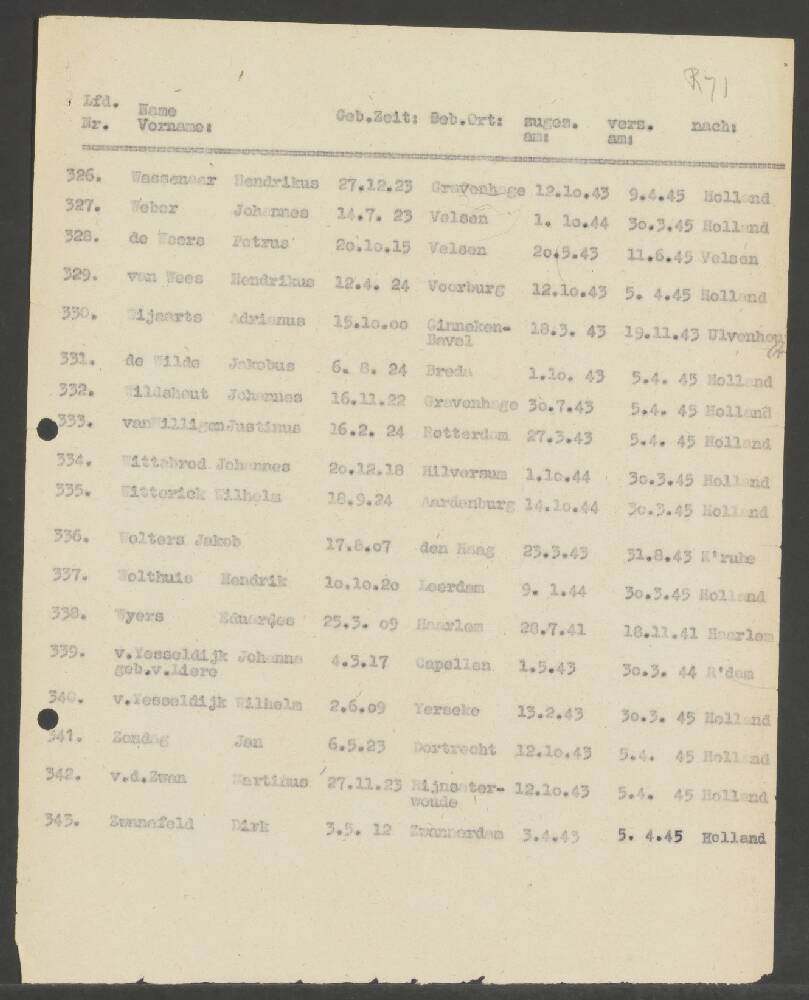 R71
Lfd. Name Geb.Zeit: Geb.Ort: zuges. verz. nach:
Nr. Vorname: am: am:
326. Wassenaar Hendrikus 27.12.23 Gravenhage 12.10.43 9.4.45 Holland
327. Weber Johannes 14.7. 23 Velsen 1. 10.44 30.3.45 Holland
328. de Weers Petrus 20.10.15 Velsen 20.5.43 11.6.45 Velsen
329. van Wees Hendrikus 12.4. 24 Voorburg 12.10.43 5. 4.45 Holland
330. Wijaarts Adrianus 15.10.00 Ginneken- 18.3. 43 19.11.43 Ulvenhou
Bavel
331. de Wilde Jakobus 6. 8. 24 Breda 1.10. 43 5.4. 45 Holland
332. Wildshout Johannes 16.11.22 Gravenhage 30.7.43 5.4. 45 Holland
333. vanWilligenJustinus 16.2. 24 Rotterdam 27.3.43 5.4. 45 Holland
334. Wittebrod Johannes 20.12.18 Hilversum 1.10.44 30.3.45 Holland
335. Witterick Wilhelm 18.9.24 Aardenburg 14.10.44 30.3.45 Holland
336. Wolters Jakob 17.8.07 den Haag 23.3.43 31.8.43 K'ruhe
337. Wolthuis Hendrik 10.10.20 Leerdam 9. 1.44 30.3.45 Holland
338. Wyers Eduardes 25.3. 09 Haarlem 28.7.41 18.11.41 Haarlem
339. v.Yesseldijk Johanna 4.3.17 Capellen 1.5.43 30.3. 44 R'dam
geb.v.Liere
340. v.Yesseldijk Wilhelm 2.6.09 Yerseke 13.2.43 30.3. 45 Holland
341. Zondag Jan 6.5.23 Dortrecht 12.10.43 5.4. 45 Holland
342. v.d.Zwan Martinus 27.11.23 Rijnsater- 12.10.43 5.4. 45 Holland
woude
343. Zwanefeld Dirk 3.5. 12 Zwannerdam 3.4.43 5. 4.45 Holland